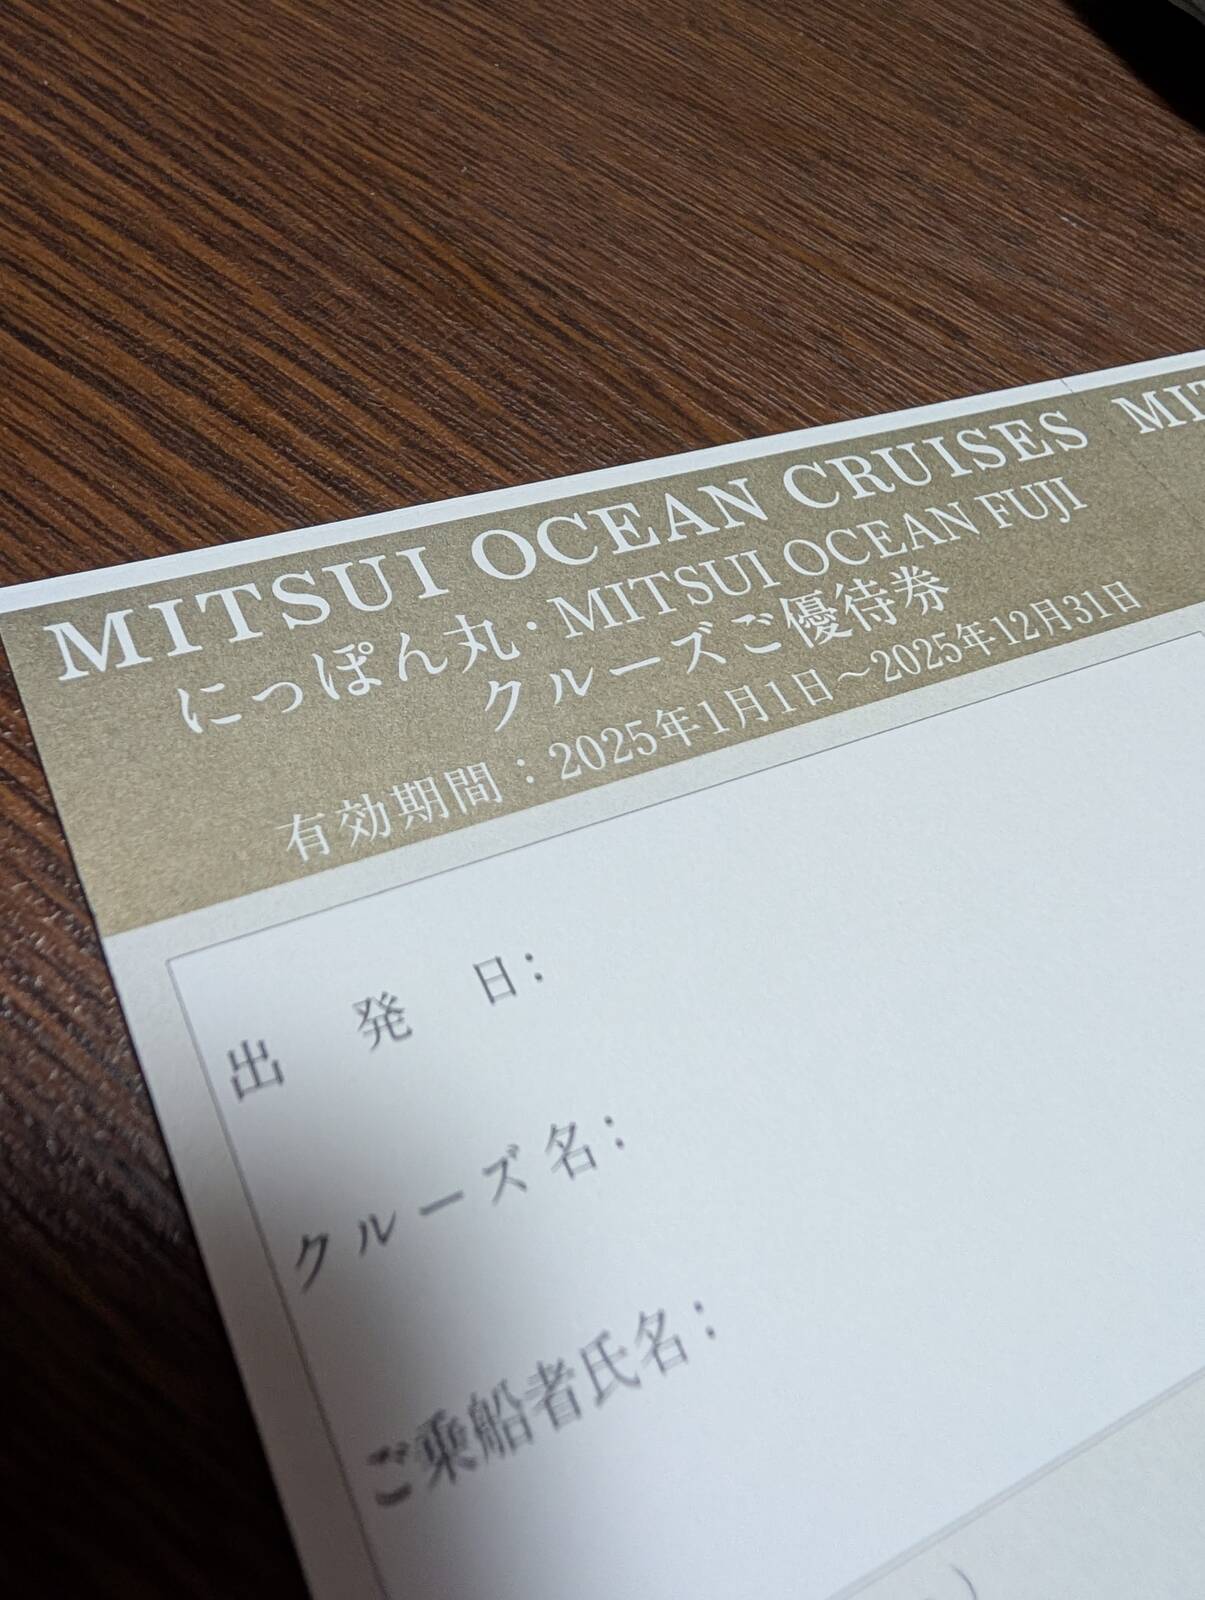 MITSUI OCEAN CRUISES MIT
にっぽん丸・MITSUI OCEAN FUJI
クルーズご優待券
有効期間：2025年1月1日～2025年12月31日
出発日：
クルーズ名：
ご乗船者氏名：